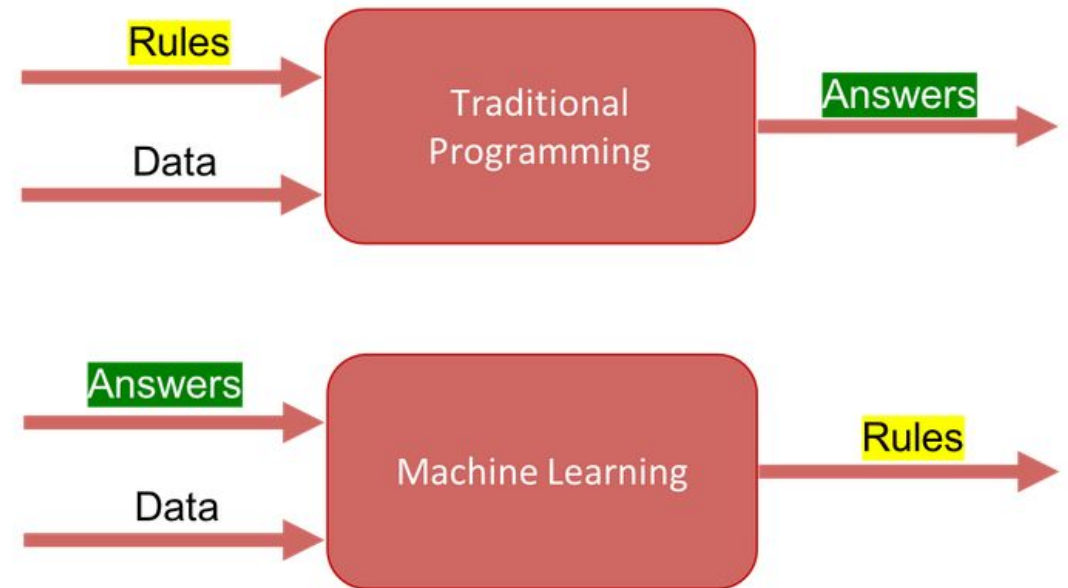 Rules
Data
Traditional
Programming
Answers
Answers
Data
Machine Learning
Rules